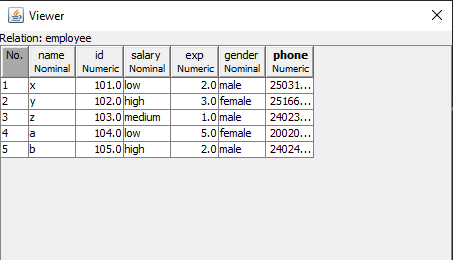 Viewer
Relation: employee
No. name id salary exp gender phone
Nominal Numeric Nominal Numeric Nominal Numeric
1 x 101.0 low 2.0 male 25031...
2 y 102.0 high 3.0 female 25166...
3 z 103.0 medium 1.0 male 24023...
4 a 104.0 low 5.0 female 20020...
5 b 105.0 high 2.0 male 24024...